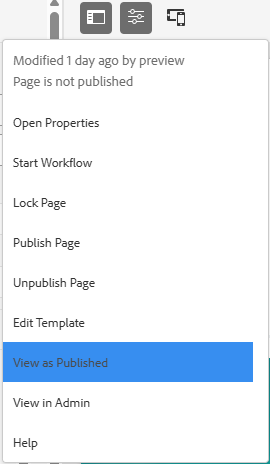 Modified 1 day ago by preview
Page is not published
Open Properties
Start Workflow
Lock Page
Publish Page
Unpublish Page
Edit Template
View as Published
View in Admin
Help